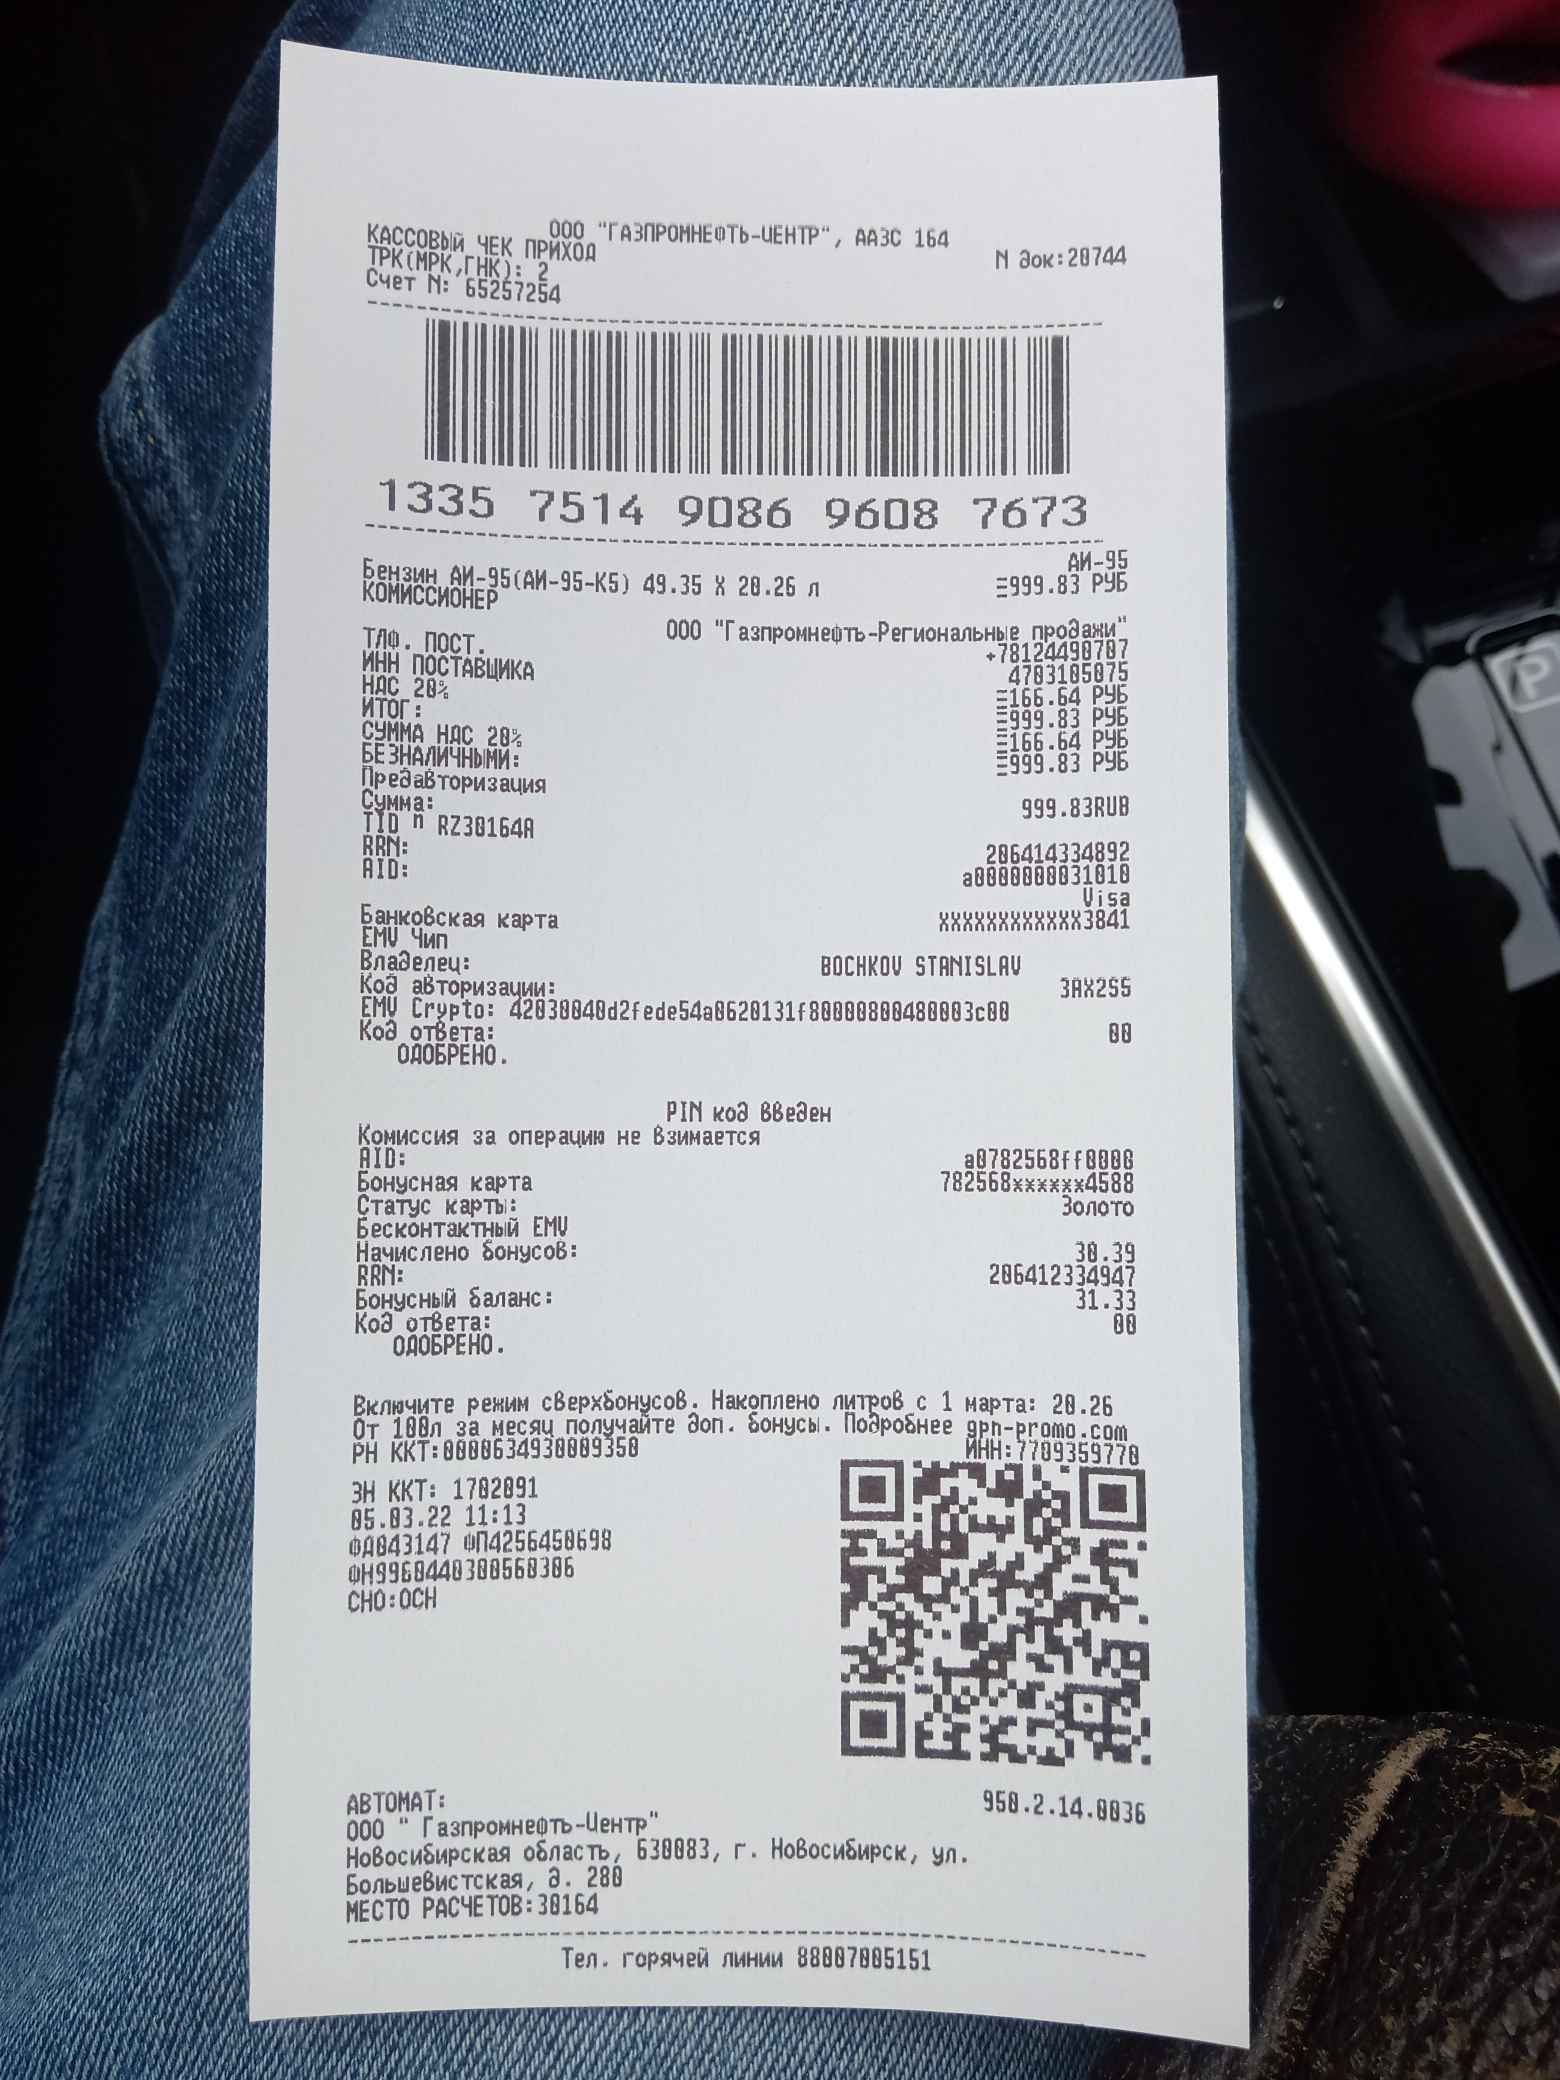 ООО "ГАЗПРОМНЕФТЬ-ЦЕНТР", ААЗС 164
КАССОВЫЙ ЧЕК ПРИХОД N док:20744
ТРК(МРК,ГНК): 2
Счет N: 65257254
1335 7514 9086 9608 7673
АИ-95
Бензин АИ-95(АИ-95-К5) 49.35 X 20.26 л ≡999.83 РУБ
КОМИССИОНЕР
ООО "Газпромнефть-Региональные продажи"
ТЛФ. ПОСТ. +78124490707
ИНН ПОСТАВЩИКА 4703105075
НДС 20% ≡166.64 РУБ
ИТОГ: ≡999.83 РУБ
СУММА НДС 20% ≡166.64 РУБ
БЕЗНАЛИЧНЫМИ: ≡999.83 РУБ
Предавторизация
Сумма: 999.83RUB
TID п RZ30164A
RRN: 206414334892
AID: a0000000031010
Visa
Банковская карта XXXXXXXXXXXX3841
EMV Чип
Владелец: BOCHKOV STANISLAV
Код авторизации: 3AX2S5
EMV Crypto: 42030040d2fede54a0620131f80000800480003c00
Код ответа: 00
ОДОБРЕНО.
PIN код введен
Комиссия за операцию не взимается
AID: a0782568ff0000
Бонусная карта 782568******4588
Статус карты: Золото
Бесконтактный EMV
Начислено бонусов: 30.39
RRN: 206412334947
Бонусный баланс: 31.33
Код ответа: 00
ОДОБРЕНО.
Включите режим сверхбонусов. Накоплено литров с 1 марта: 20.26
От 100л за месяц получайте доп. бонусы. Подробнее gpn-promo.com
РН ККТ:0000634930009350 ИНН:7709359770
ЗН ККТ: 1702091
05.03.22 11:13
ФД043147 ФП4256450698
ФН9960440300560306
СНО:ОСН
АВТОМАТ: 950.2.14.0036
ООО " Газпромнефть-Центр"
Новосибирская область, 630083, г. Новосибирск, ул.
Большевистская, д. 280
МЕСТО РАСЧЕТОВ:30164
Тел. горячей линии 88007005151
P